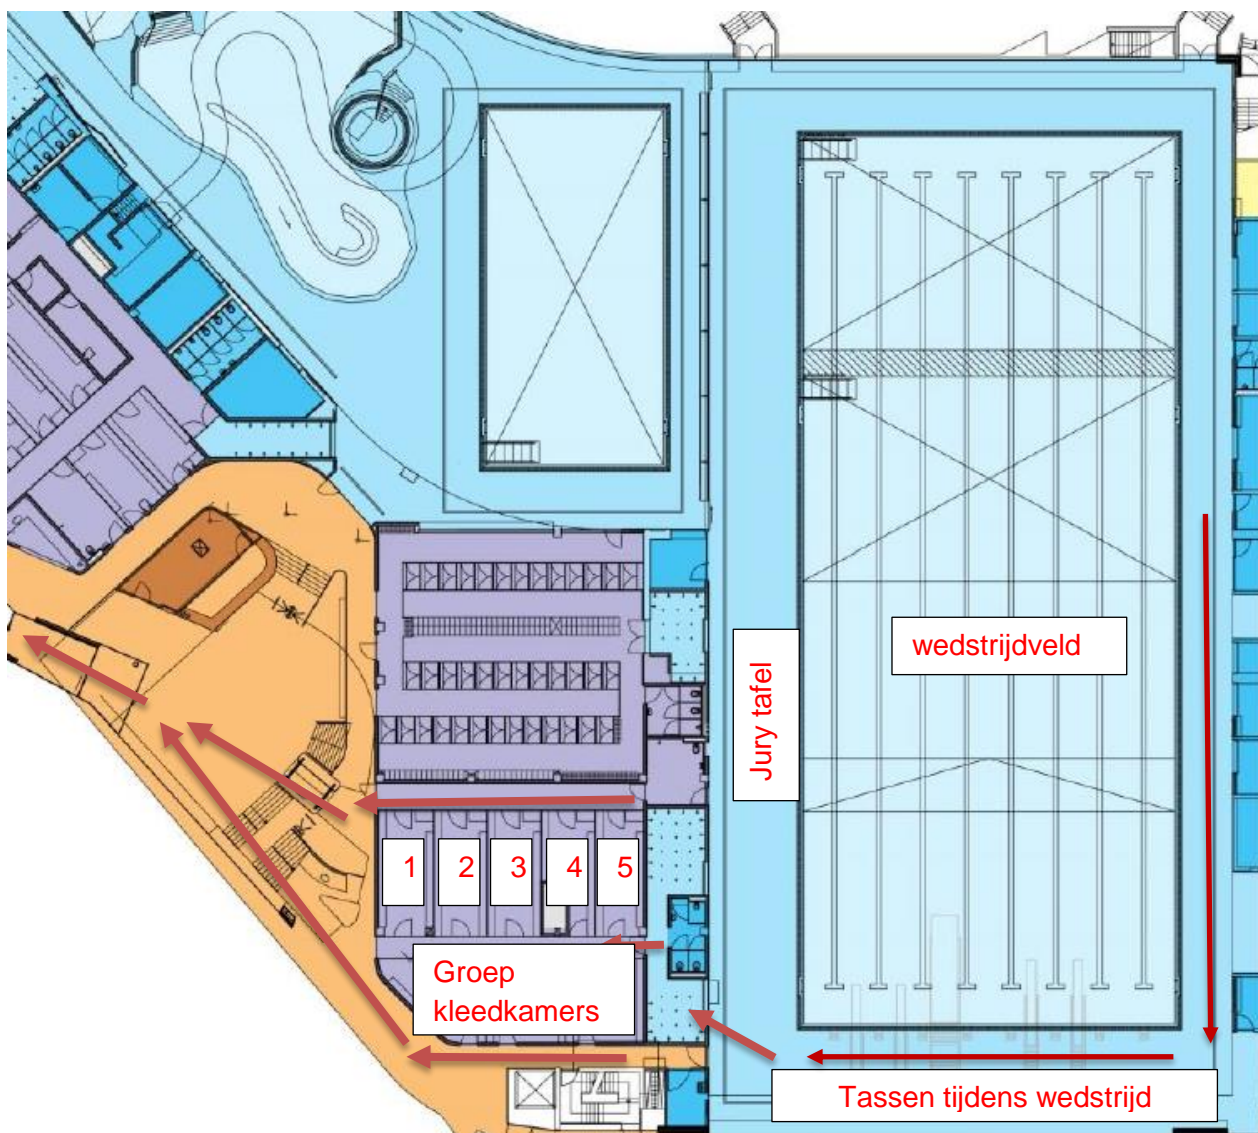 wedstrijdveld
Jury tafel
1 2 3 4 5
Groep
kleedkamers
Tassen tijdens wedstrijd